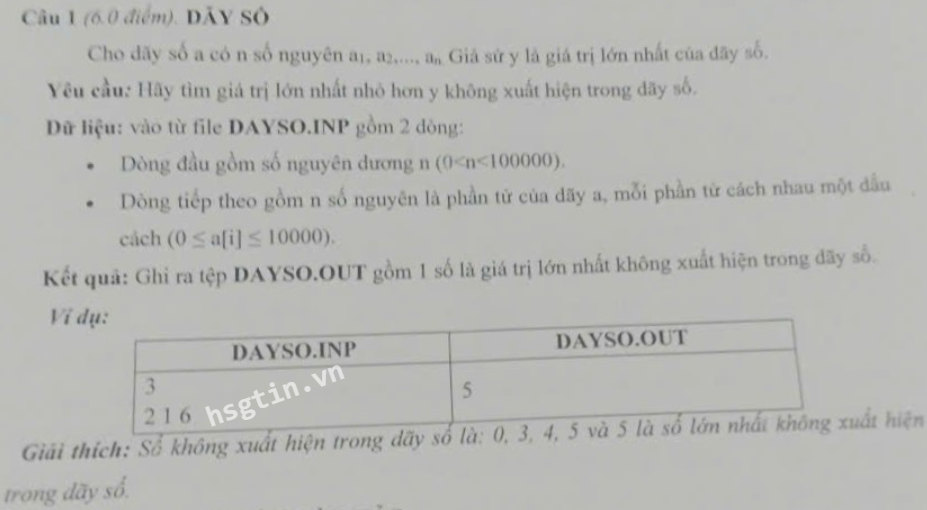 Câu 1 (6.0 điểm). DÃY SỐ
Cho dãy số a có n số nguyên a₁, a₂,..., aₙ. Giả sử y là giá trị lớn nhất của dãy số.
Yêu cầu: Hãy tìm giá trị lớn nhất nhỏ hơn y không xuất hiện trong dãy số.
Dữ liệu: vào từ file DAYSO.INP gồm 2 dòng:
• Dòng đầu gồm số nguyên dương n (0<n<100000).
• Dòng tiếp theo gồm n số nguyên là phần tử của dãy a, mỗi phần tử cách nhau một dấu
cách (0 ≤ a[i] ≤ 10000).
Kết quả: Ghi ra tệp DAYSO.OUT gồm 1 số là giá trị lớn nhất không xuất hiện trong dãy số.
Ví dụ:
DAYSO.INP DAYSO.OUT
3
2 1 6
5
hsgtin.vn
Giải thích: Số không xuất hiện trong dãy số là: 0, 3, 4, 5 và 5 là số lớn nhất không xuất hiện
trong dãy số.